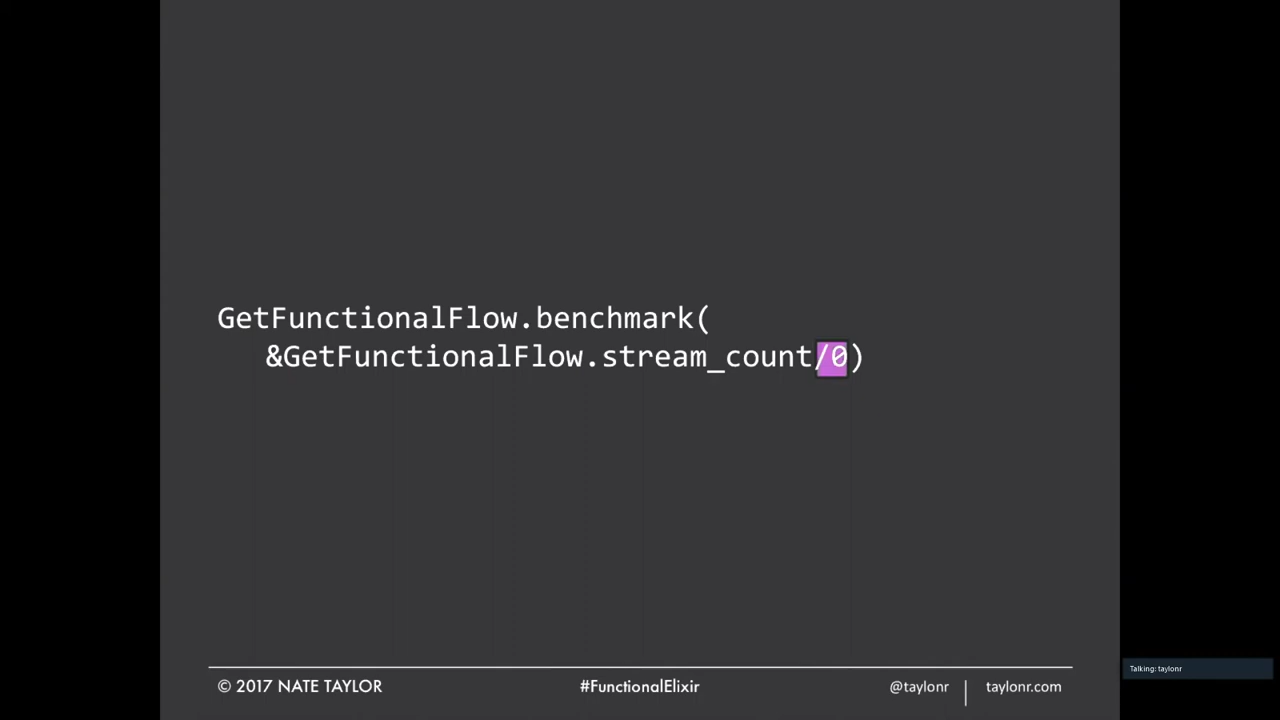 GetFunctionalFlow.benchmark(
&GetFunctionalFlow.stream_count/0)
© 2017 NATE TAYLOR
#FunctionalElixir
@taylonr
taylonr.com
Talking: taylonr